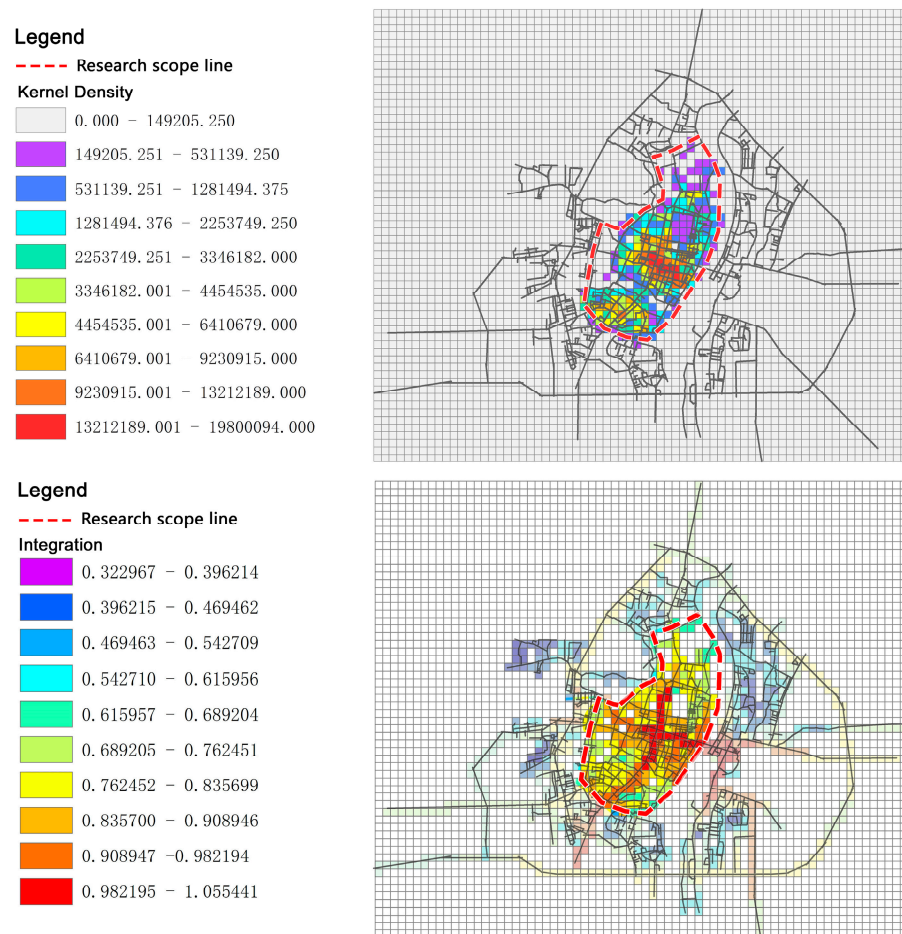 Legend
Research scope line
Kernel Density
0.000 - 149205.250
149205.251 - 531139.250
531139.251 - 1281494.375
1281494.376 - 2253749.250
2253749.251 - 3346182.000
3346182.001 - 4454535.000
4454535.001 - 6410679.000
6410679.001 9230915.000
9230915.001 - 13212189.000
13212189.001 - 19800094.000
Legend
Research scope line
Integration
0.322967 - 0.396214
0.396215 - 0.469462
0.469463 - 0.542709
0.542710 - 0.615956
0.615957 - 0.689204
0.689205 - 0.762451
0.762452 - 0.835699
0.835700 - 0.908946
0.908947 -0.982194
0.982195 - 1.055441